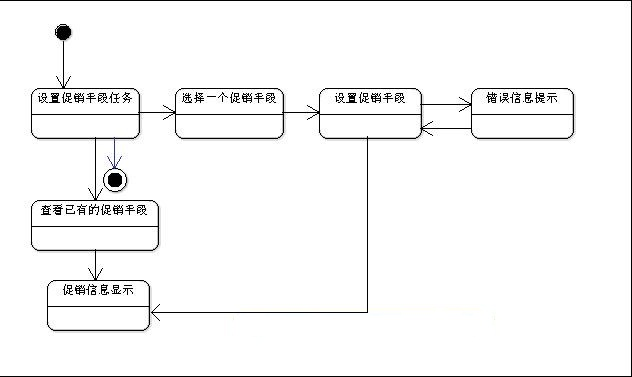 设置促销手段任务
选择一个促销手段
设置促销手段
错误信息提示
查看已有的促销手段
促销信息显示